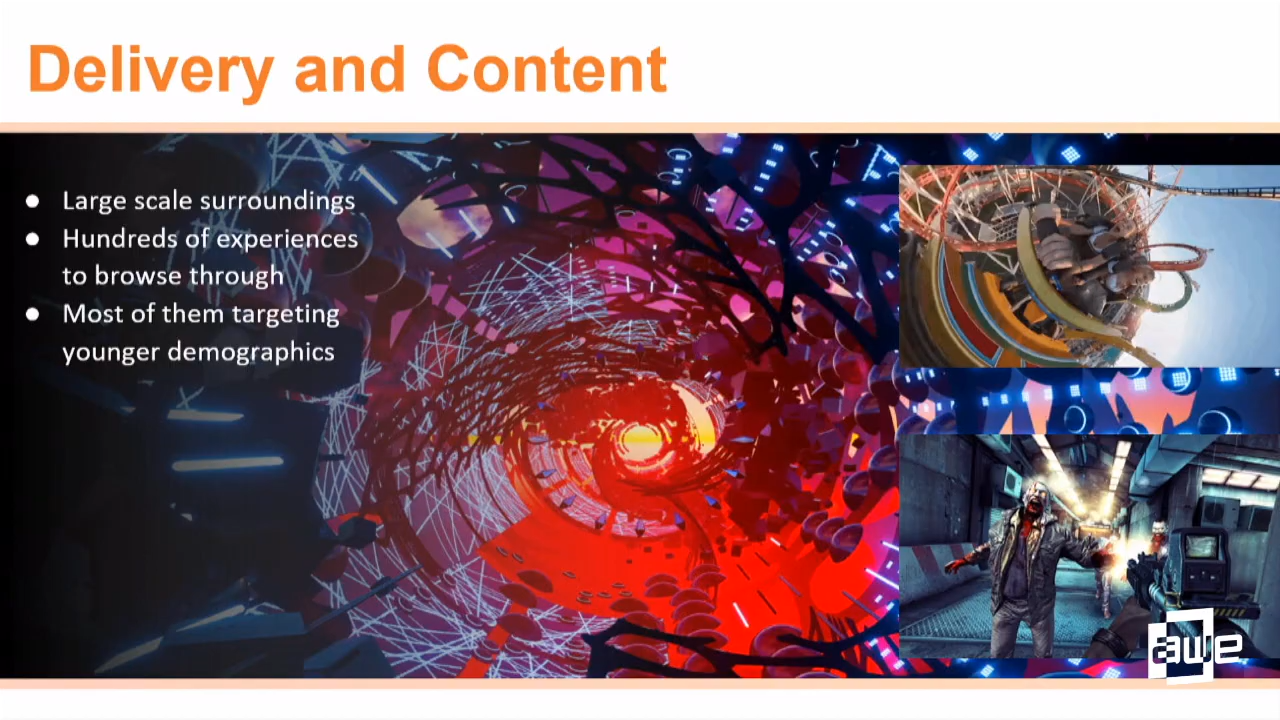 Delivery and Content
● Large scale surroundings
● Hundreds of experiences
to browse through
● Most of them targeting
younger demographics
awe